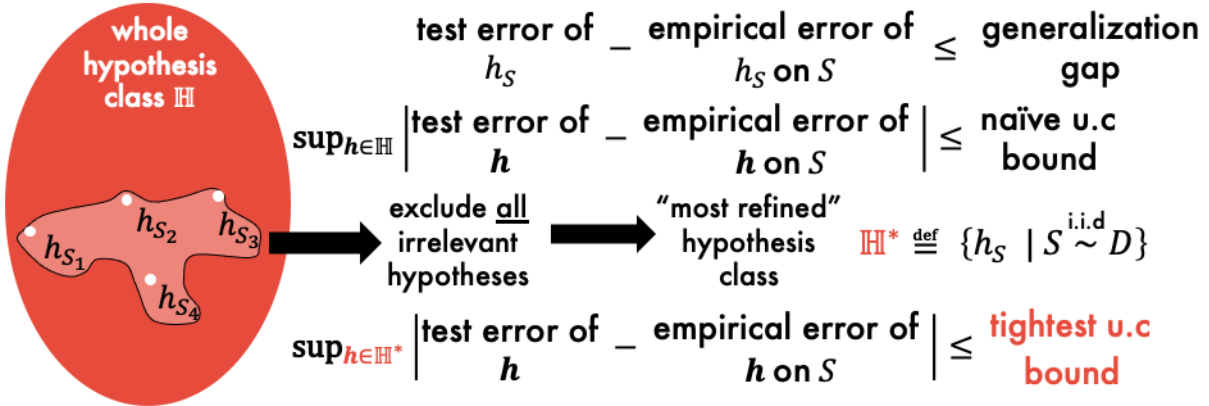 whole
hypothesis
class ℍ
h_{S_1}
h_{S_2}
h_{S_3}
h_{S_4}
test error of h_S − empirical error of h_S on S ≤ generalization gap
sup_{h∈ℍ} |test error of h − empirical error of h on S| ≤ naïve u.c bound
exclude all
irrelevant
hypotheses
“most refined”
hypothesis
class
ℍ* ≝ {h_S | S i.i.d ~ D}
sup_{h∈ℍ*} |test error of h − empirical error of h on S| ≤ tightest u.c bound